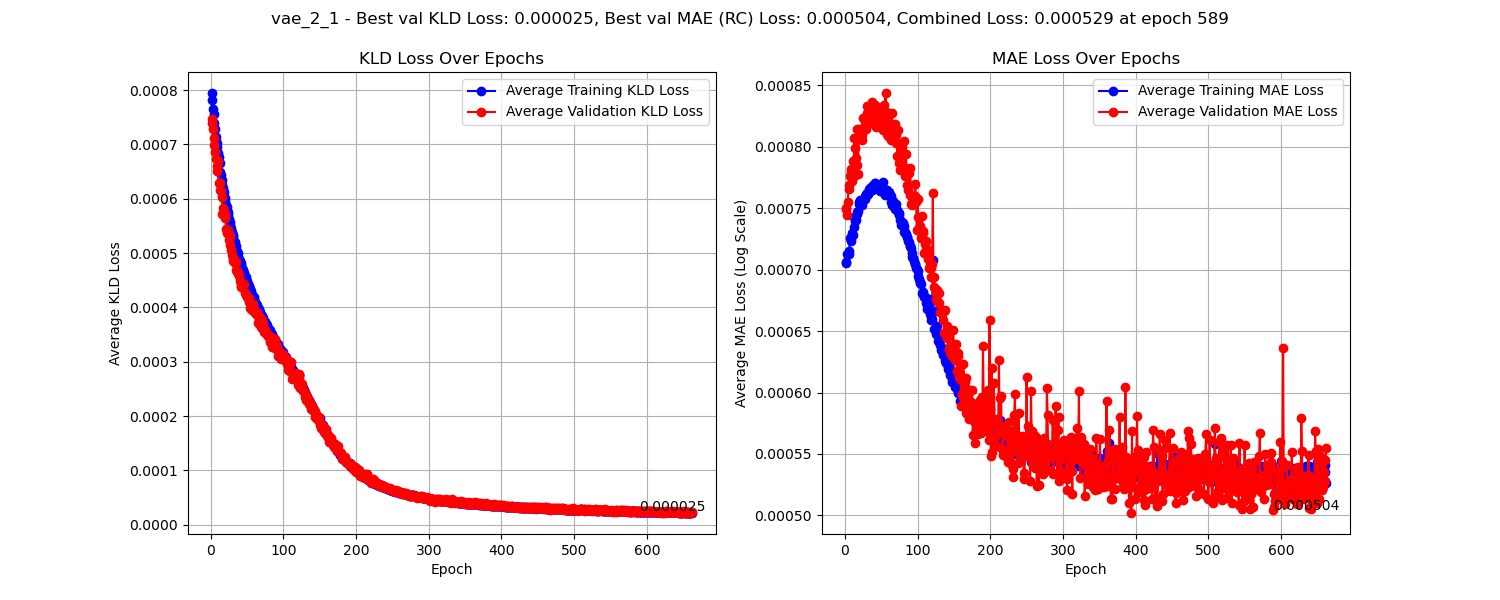 vae_2_1 - Best val KLD Loss: 0.000025, Best val MAE (RC) Loss: 0.000504, Combined Loss: 0.000529 at epoch 589
KLD Loss Over Epochs
Average Training KLD Loss
Average Validation KLD Loss
0.0008
0.0007
0.0006
0.0005
0.0004
0.0003
0.0002
0.0001
0.0000
Average KLD Loss
0.000025
0 100 200 300 400 500 600
Epoch
MAE Loss Over Epochs
Average Training MAE Loss
Average Validation MAE Loss
0.00085
0.00080
0.00075
0.00070
0.00065
0.00060
0.00055
0.00050
Average MAE Loss (Log Scale)
0.000504
0 100 200 300 400 500 600
Epoch